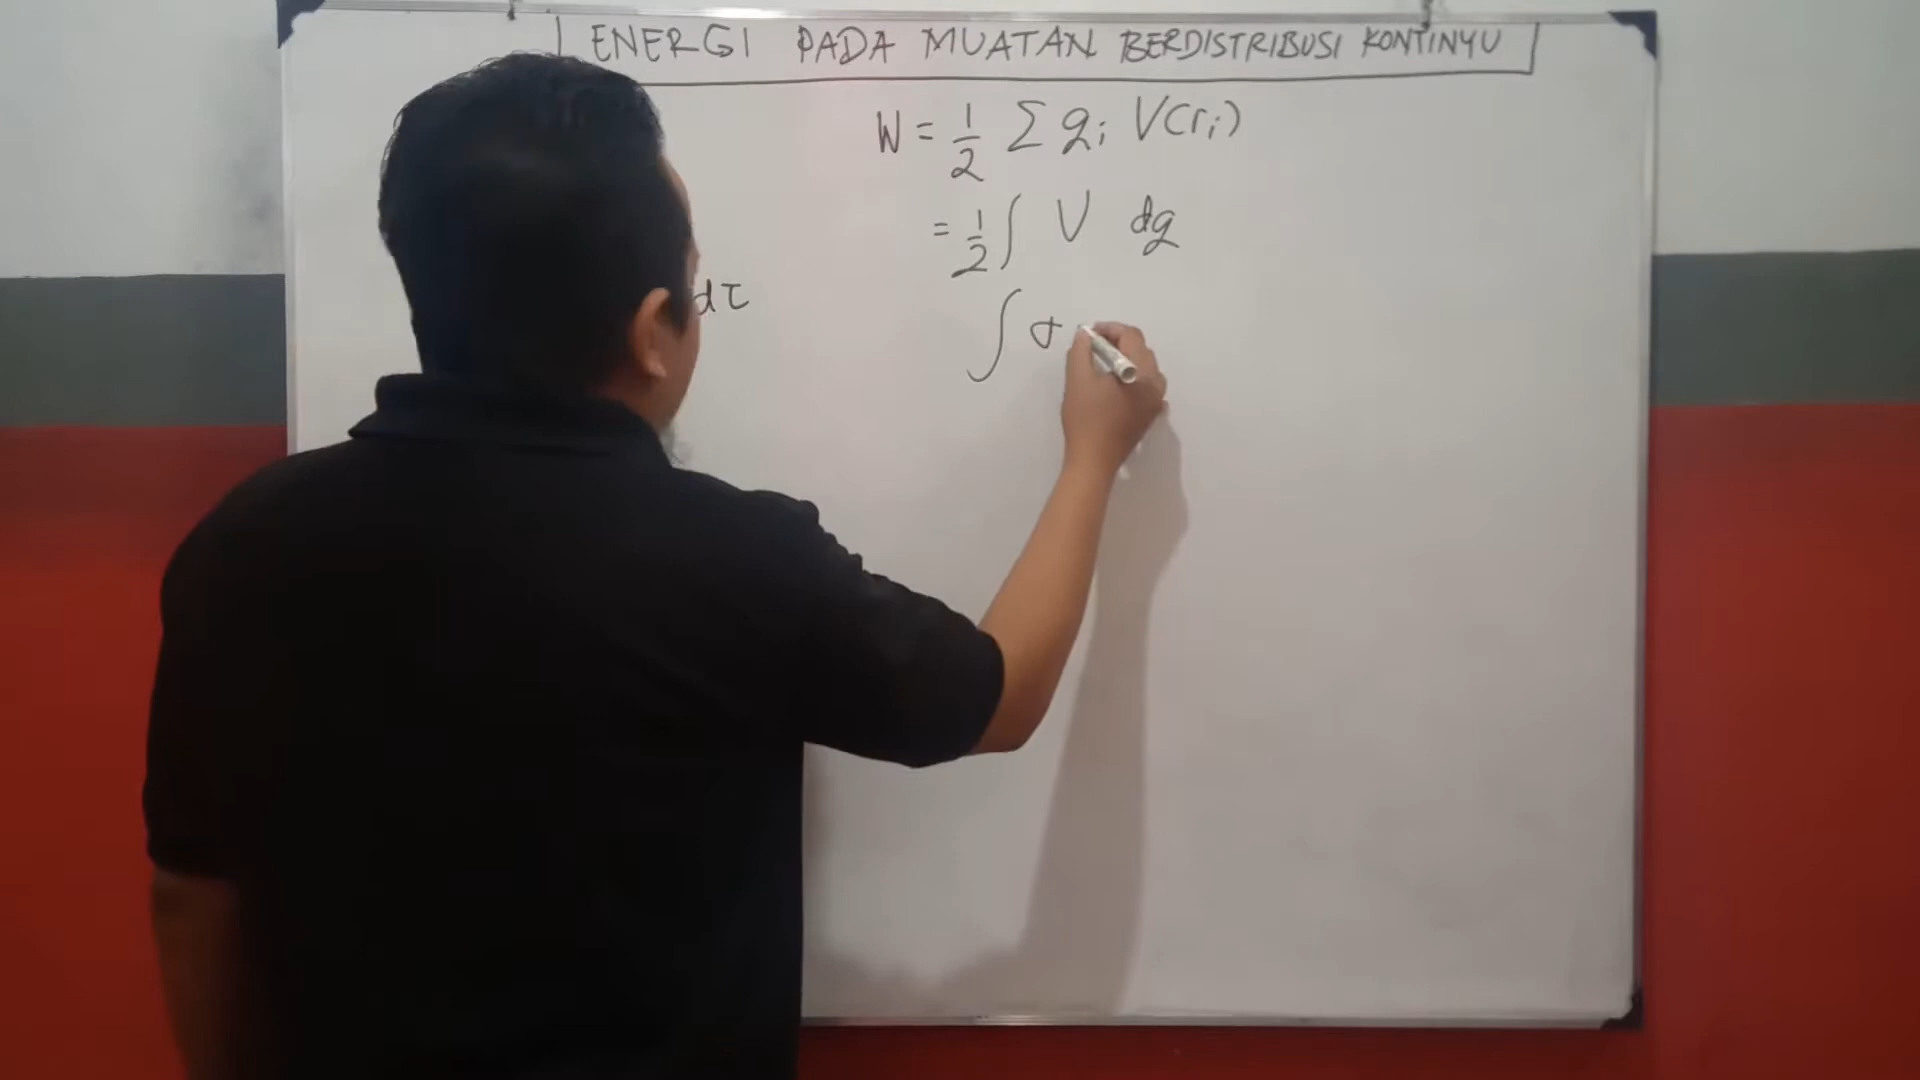 ENERGI PADA MUATAN BERDISTRIBUSI KONTINYU
W = 1/2 Σ qi V(ri)
= 1/2 ∫ V dq
dτ
∫ σ